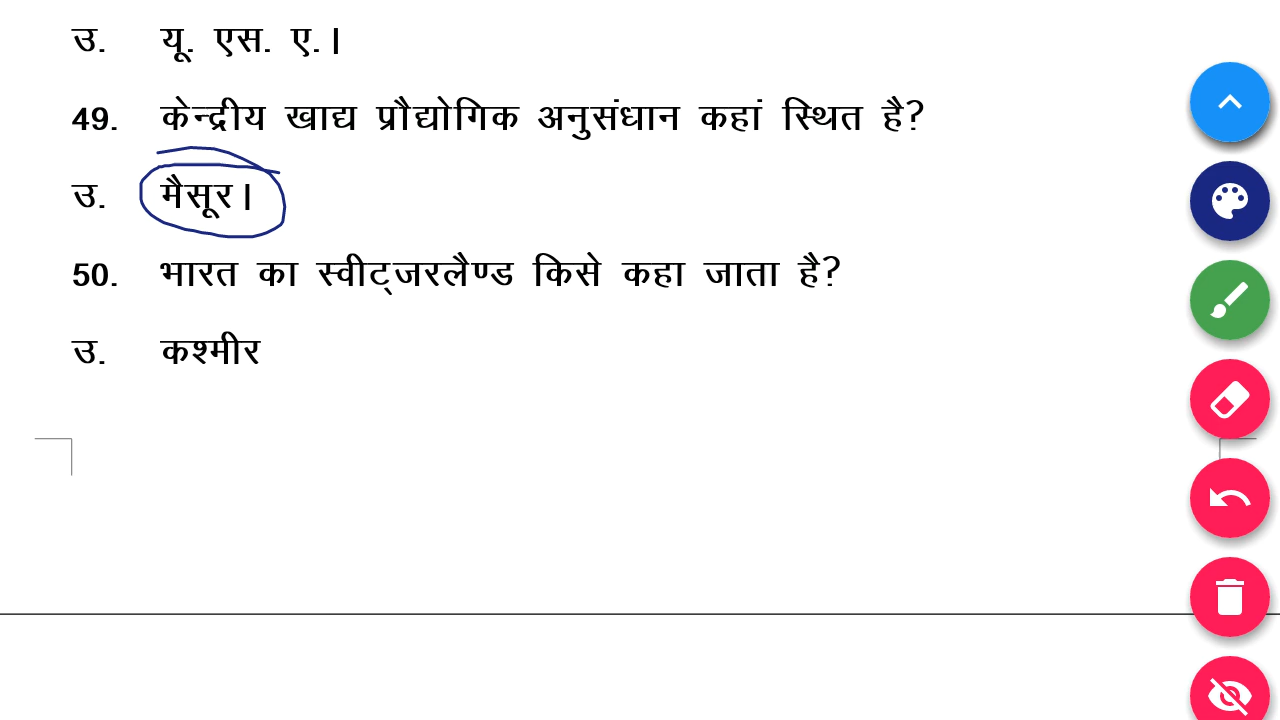 उ. यू. एस. ए.।
49. केन्द्रीय खाद्य प्रौद्योगिक अनुसंधान कहां स्थित है?
उ. मैसूर।
50. भारत का स्वीट्जरलैण्ड किसे कहा जाता है?
उ. कश्मीर